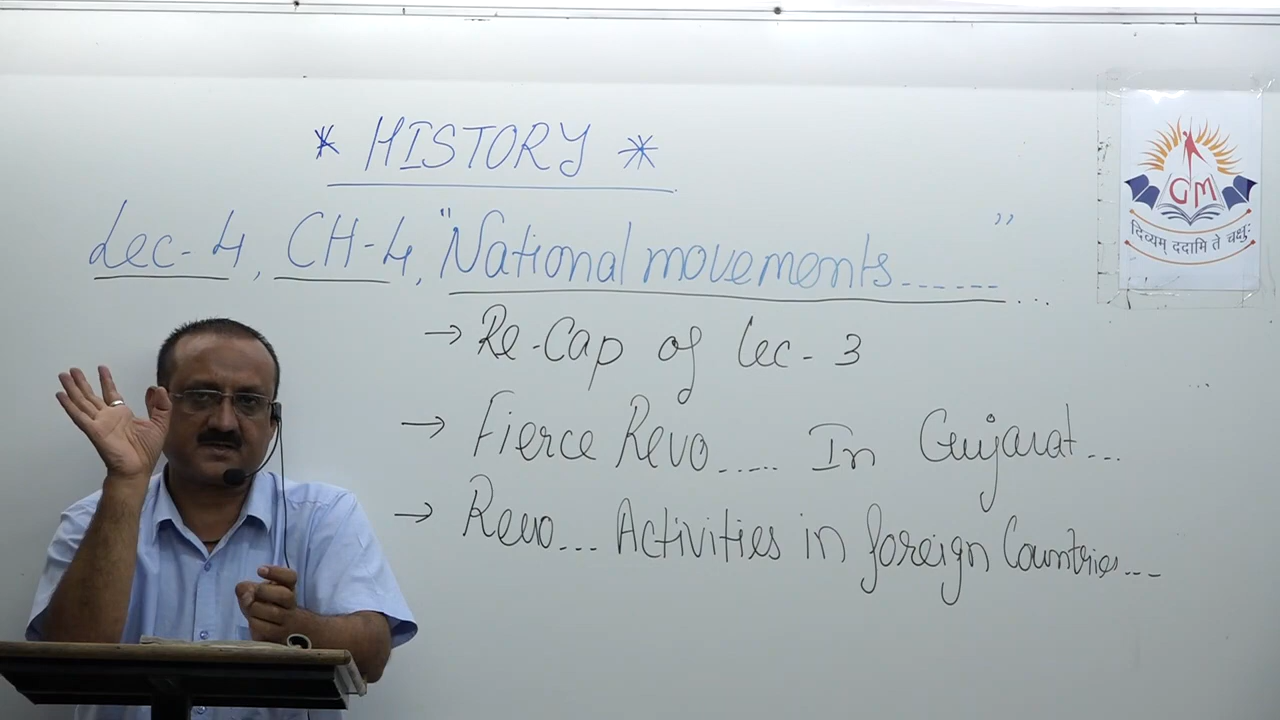 * HISTORY *
Lec-4, CH-4, "National movements......."...
→ Re-Cap of Lec-3
→ Fierce Revo..... In Gujarat...
→ Revo... Activities in foreign Countries...
GM
दिव्यम् ददामि ते चक्षुः